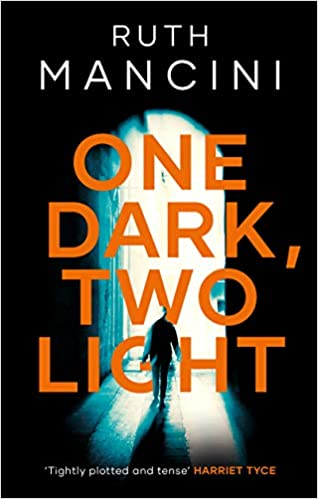 RUTH
MANCINI
ONE
DARK,
TWO
LIGHT
‘Tightly plotted and tense’ HARRIET TYCE